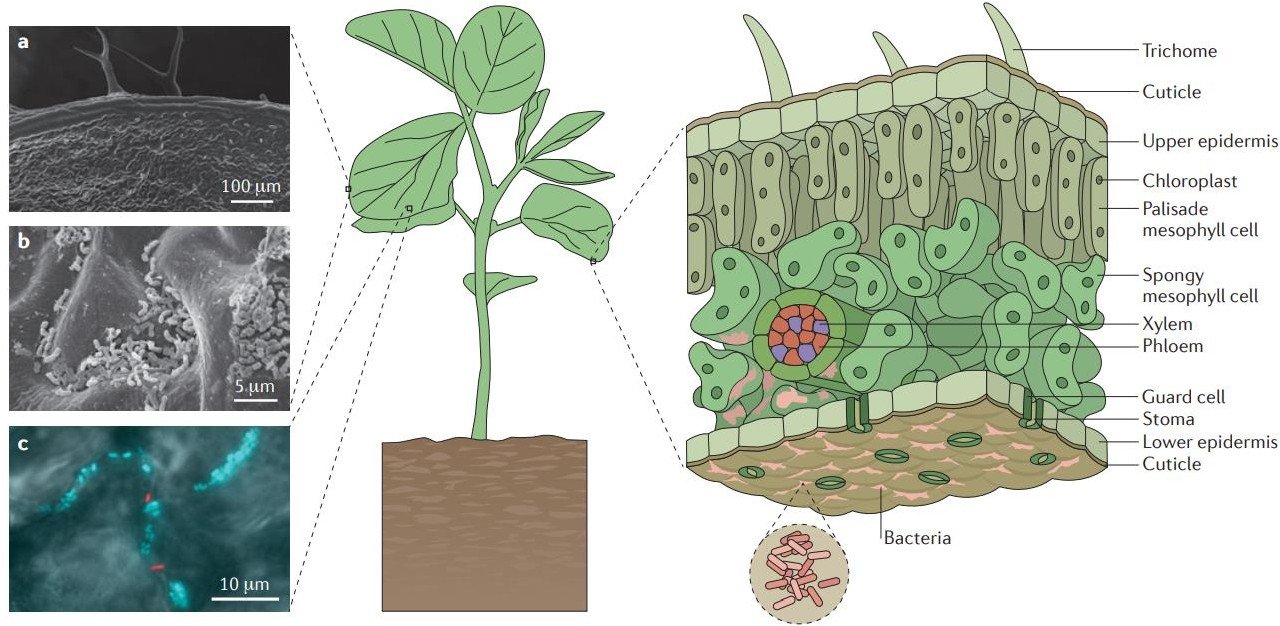 a
100 µm
b
5 µm
c
10 µm
Trichome
Cuticle
Upper epidermis
Chloroplast
Palisade
mesophyll cell
Spongy
mesophyll cell
Xylem
Phloem
Guard cell
Stoma
Lower epidermis
Cuticle
Bacteria